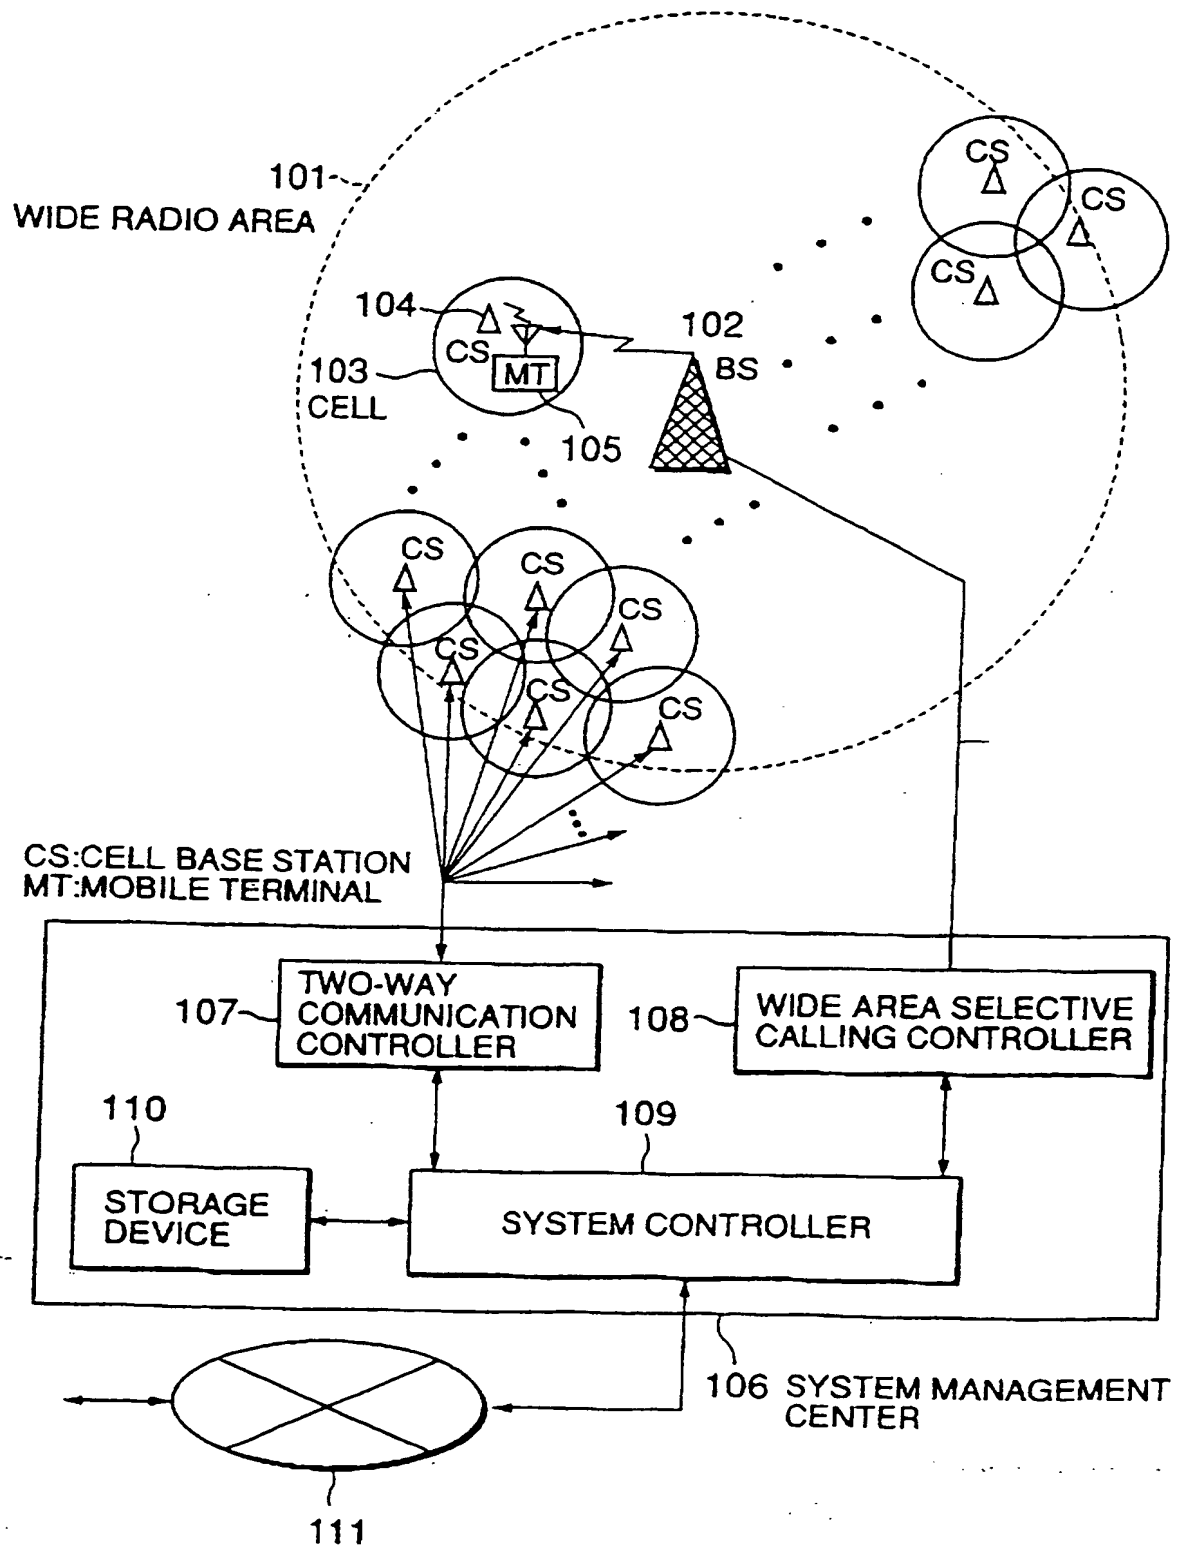 CS
101
CS
WIDE RADIO AREA
CS
104
102
CS
BS
103
MT
CELL
105
CS
CS
CS
CS
CS
CS
CS:CELL BASE STATION
MT:MOBILE TERMINAL
107
TWO-WAY
COMMUNICATION
CONTROLLER
108
WIDE AREA SELECTIVE
CALLING CONTROLLER
110
109
STORAGE
DEVICE
SYSTEM CONTROLLER
106 SYSTEM MANAGEMENT
CENTER
111